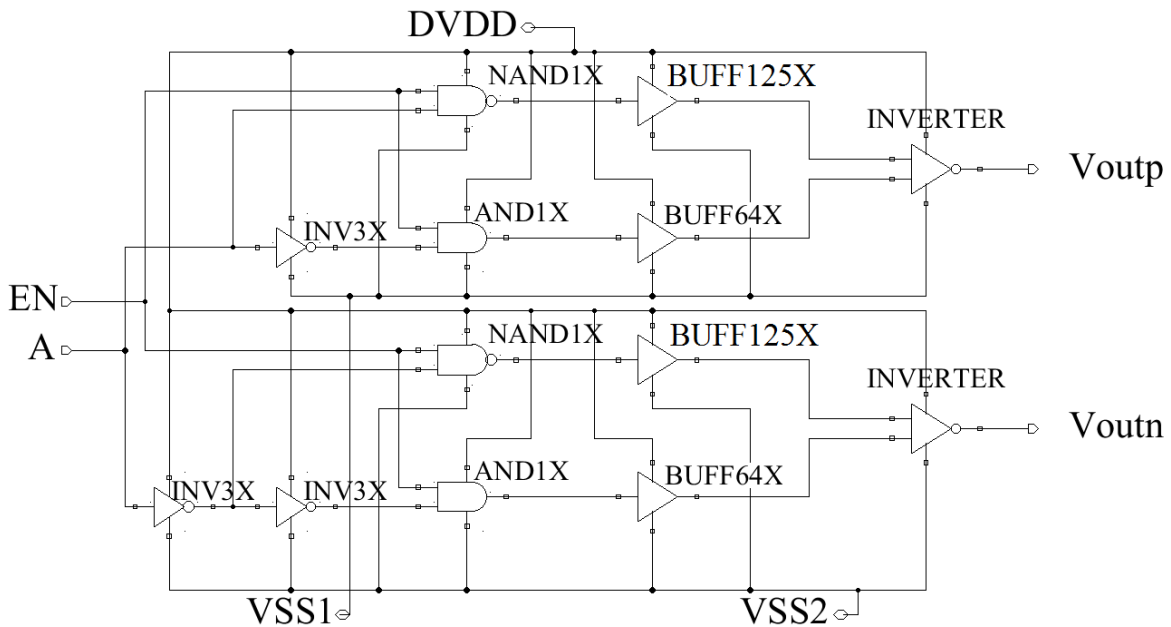 DVDD
NAND1X
BUFF125X
INVERTER
Voutp
AND1X
BUFF64X
INV3X
EN
A
NAND1X
BUFF125X
INVERTER
Voutn
AND1X
BUFF64X
INV3X
INV3X
VSS1
VSS2